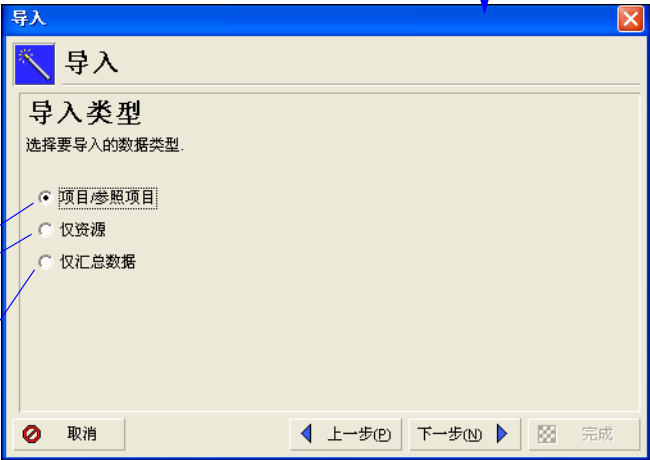 导入
导入
导入类型
选择要导入的数据类型.
项目/参照项目
仅资源
仅汇总数据
取消
上一步(P)
下一步(N)
完成